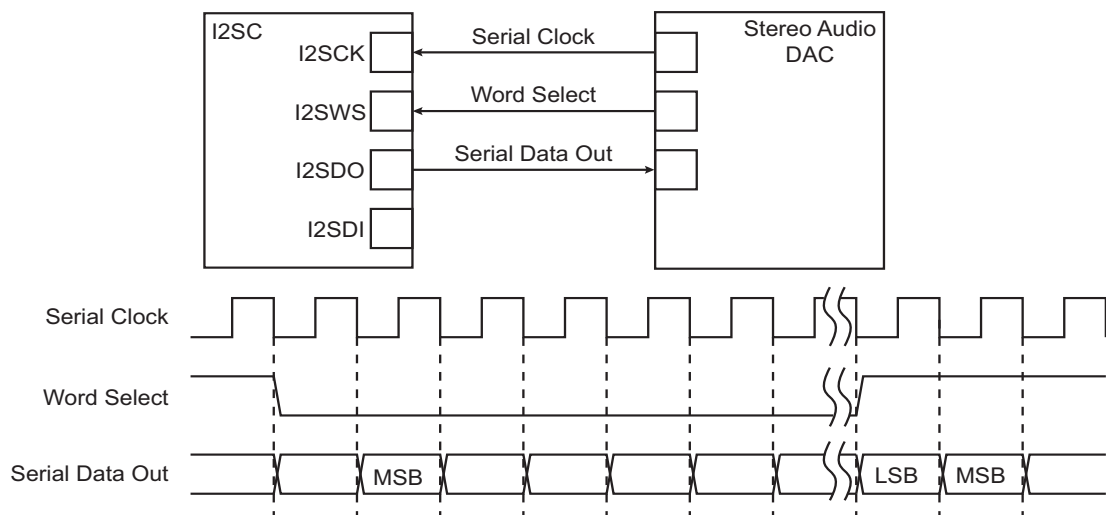 I2SC
Stereo Audio
DAC
I2SCK
Serial Clock
I2SWS
Word Select
I2SDO
Serial Data Out
I2SDI
Serial Clock
Word Select
Serial Data Out
MSB
LSB
MSB